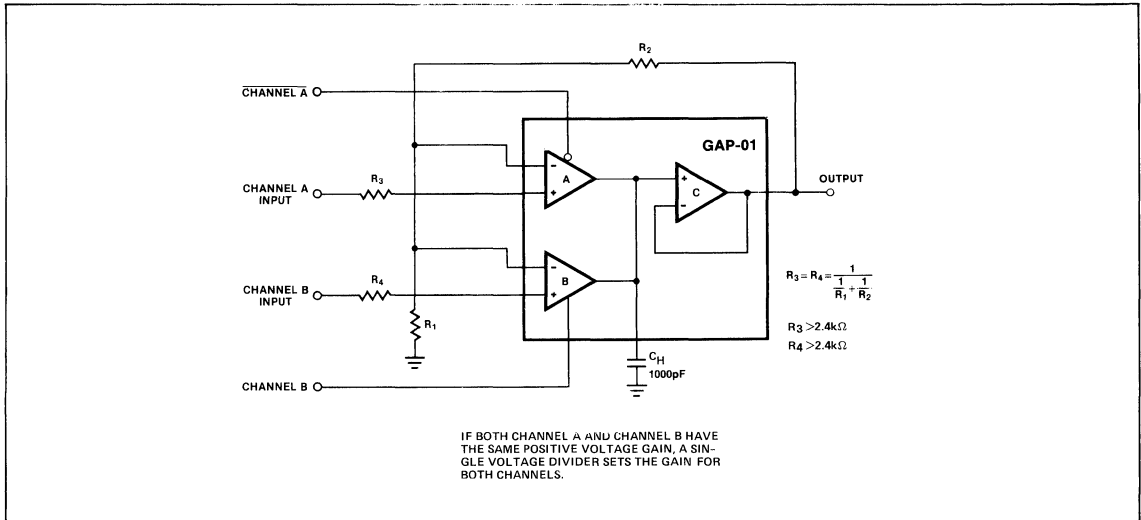 R2
CHANNEL A
GAP-01
-
A
+
R3
CHANNEL A
INPUT
+
C
-
OUTPUT
-
B
+
R4
CHANNEL B
INPUT
R1
R3 = R4 = 1 / (1/R1 + 1/R2)
R3 >2.4kΩ
R4 >2.4kΩ
CH
1000pF
CHANNEL B
IF BOTH CHANNEL A AND CHANNEL B HAVE
THE SAME POSITIVE VOLTAGE GAIN, A SIN-
GLE VOLTAGE DIVIDER SETS THE GAIN FOR
BOTH CHANNELS.